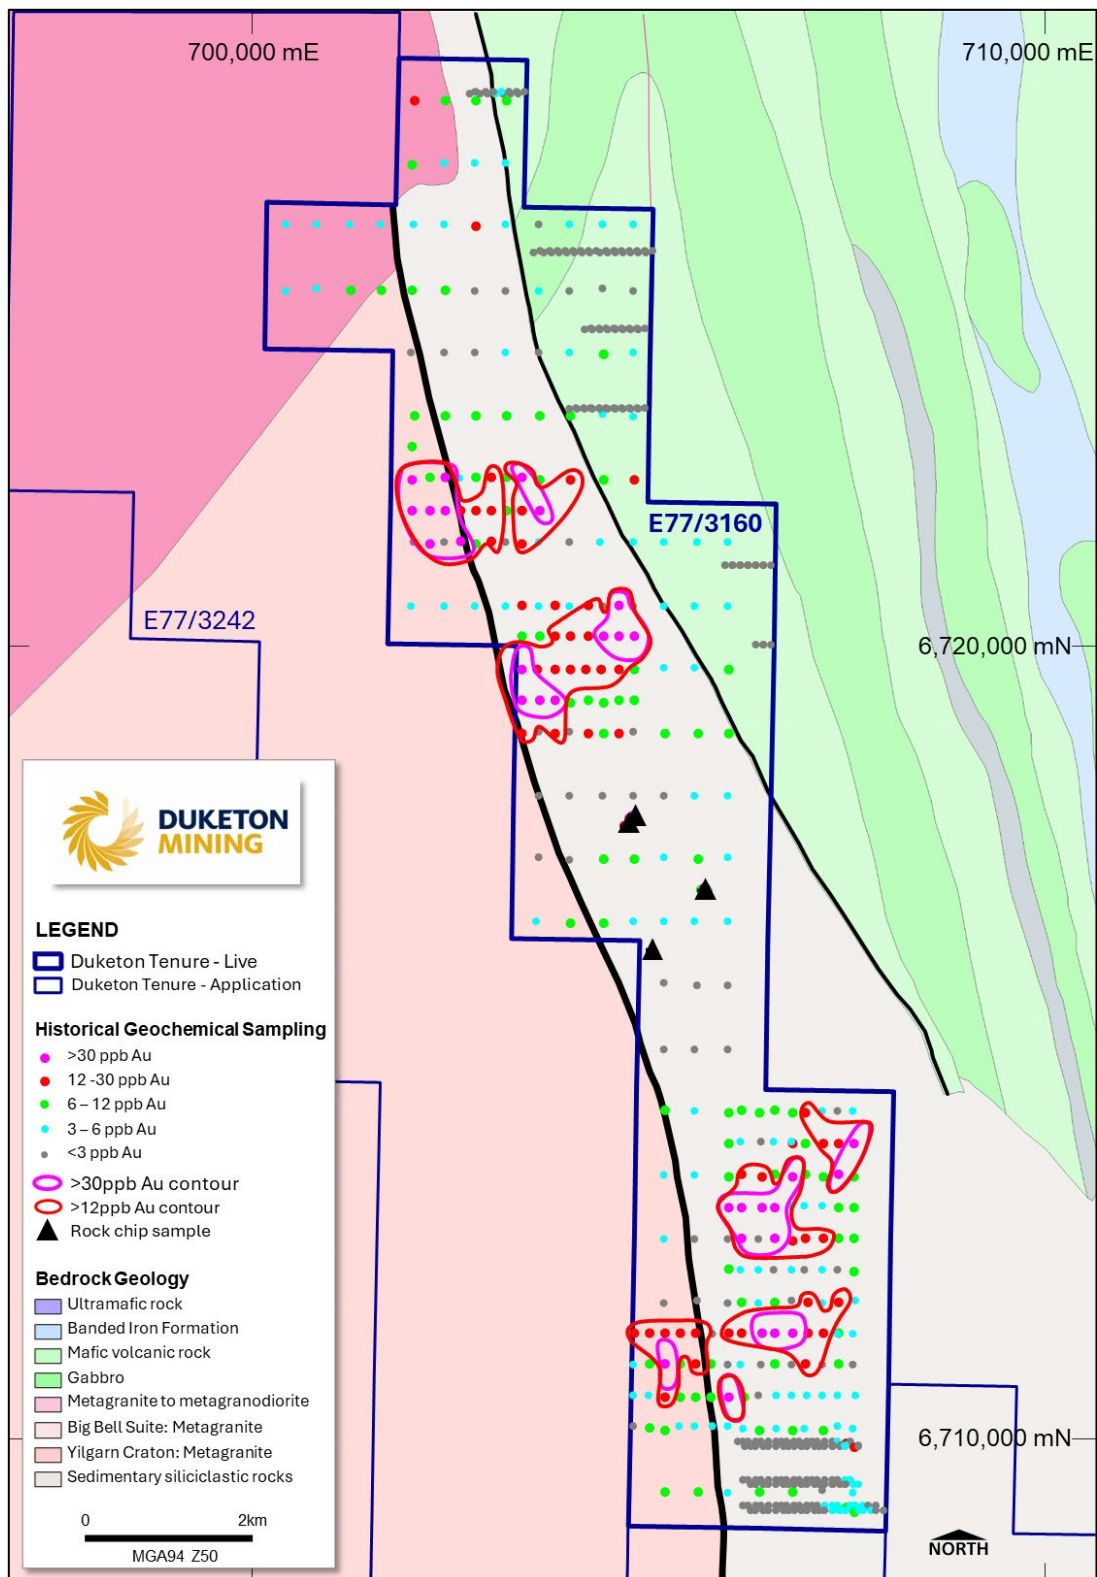 700,000 mE
710,000 mE
E77/3160
E77/3242
6,720,000 mN
DUKETON
MINING
LEGEND
Duketon Tenure - Live
Duketon Tenure - Application
Historical Geochemical Sampling
>30 ppb Au
12 -30 ppb Au
6 – 12 ppb Au
3 – 6 ppb Au
<3 ppb Au
>30ppb Au contour
>12ppb Au contour
Rock chip sample
Bedrock Geology
Ultramafic rock
Banded Iron Formation
Mafic volcanic rock
Gabbro
Metagranite to metagranodiorite
Big Bell Suite: Metagranite
Yilgarn Craton: Metagranite
Sedimentary siliciclastic rocks
6,710,000 mN
0 2km
MGA94 Z50
NORTH